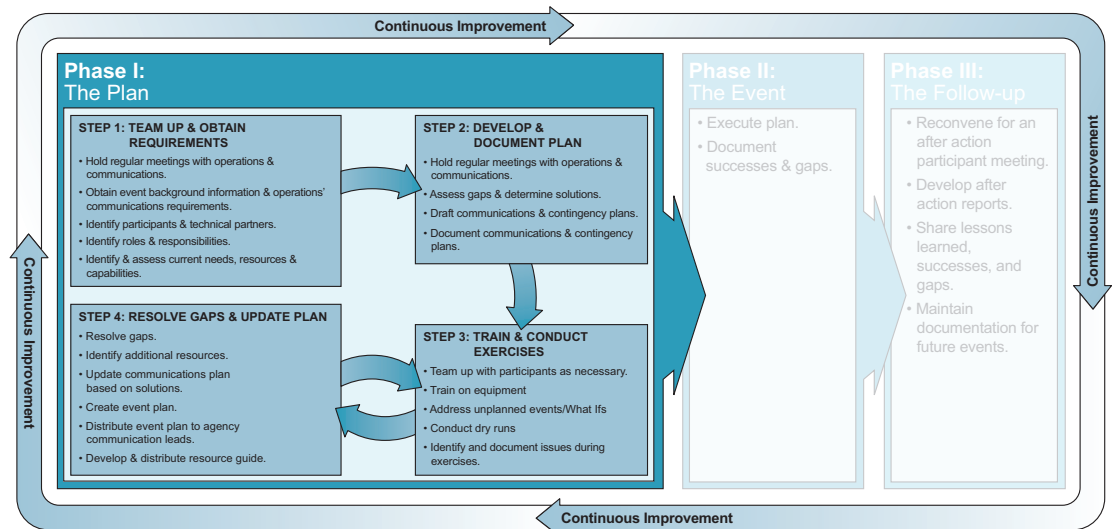 Continuous Improvement
Phase I:
The Plan
STEP 1: TEAM UP & OBTAIN
REQUIREMENTS
• Hold regular meetings with operations &
communications.
• Obtain event background information & operations’
communications requirements.
• Identify participants & technical partners.
• Identify roles & responsibilities.
• Identify & assess current needs, resources &
capabilities.
STEP 2: DEVELOP &
DOCUMENT PLAN
• Hold regular meetings with operations &
communications.
• Assess gaps & determine solutions.
• Draft communications & contingency plans.
• Document communications & contingency
plans.
STEP 4: RESOLVE GAPS & UPDATE PLAN
• Resolve gaps.
• Identify additional resources.
• Update communications plan
based on solutions.
• Create event plan.
• Distribute event plan to agency
communication leads.
• Develop & distribute resource guide.
STEP 3: TRAIN & CONDUCT
EXERCISES
• Team up with participants as necessary.
• Train on equipment
• Address unplanned events/What Ifs
• Conduct dry runs
• Identify and document issues during
exercises.
Phase II:
The Event
• Execute plan.
• Document
successes & gaps.
Phase III:
The Follow-up
• Reconvene for an
after action
participant meeting.
• Develop after
action reports.
• Share lessons
learned,
successes, and
gaps.
• Maintain
documentation for
future events.
Continuous Improvement
Continuous Improvement
Continuous Improvement